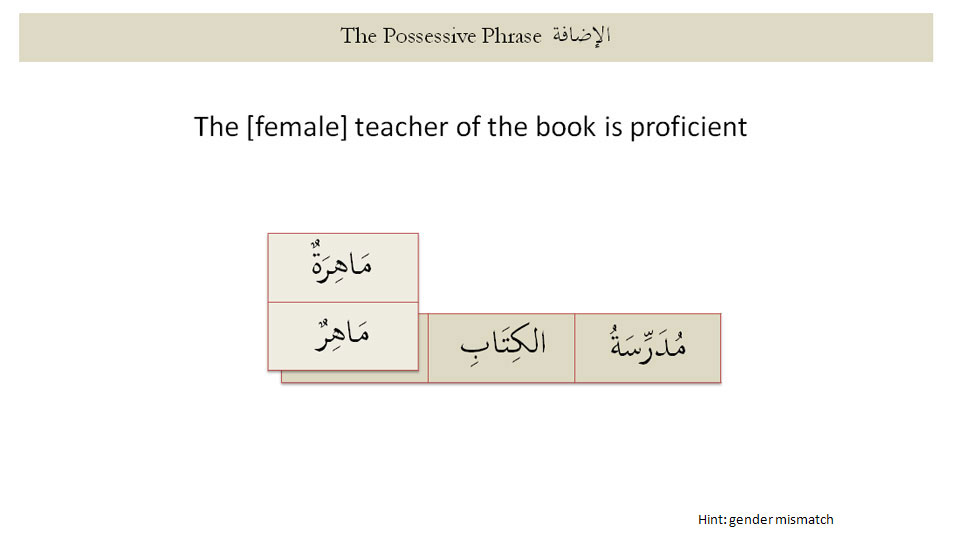 The Possessive Phrase الإضافة
The [female] teacher of the book is proficient
مَاهِرَةٌ
مَاهِرٌ
مُدَرِّسَةُ الكِتَابِ
Hint: gender mismatch